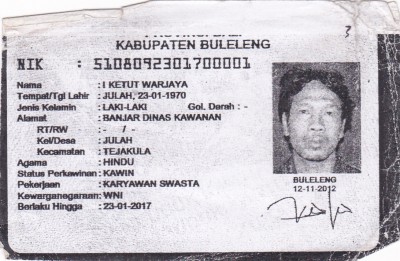 3
KABUPATEN BULELENG
NIK : 5108092301700001
Nama : I KETUT WARJAYA
Tempat/Tgl Lahir : JULAH, 23-01-1970
Jenis Kelamin : LAKI-LAKI Gol. Darah : -
Alamat : BANJAR DINAS KAWANAN
RT/RW : - / -
Kel/Desa : JULAH
Kecamatan : TEJAKULA
Agama : HINDU
Status Perkawinan : KAWIN
Pekerjaan : KARYAWAN SWASTA
Kewarganegaraan : WNI
Berlaku Hingga : 23-01-2017
BULELENG
12-11-2012